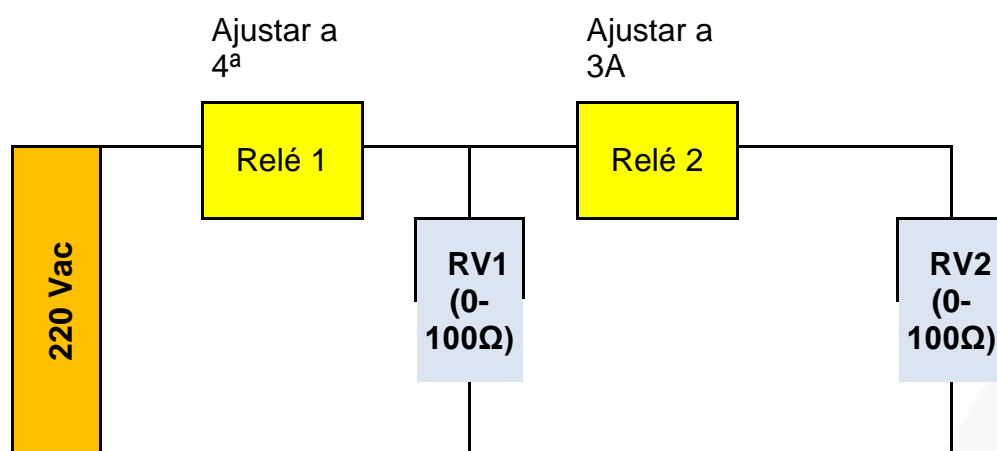 Ajustar a
4ª
Ajustar a
3A
Relé 1
Relé 2
220 Vac
RV1
(0-
100Ω)
RV2
(0-
100Ω)